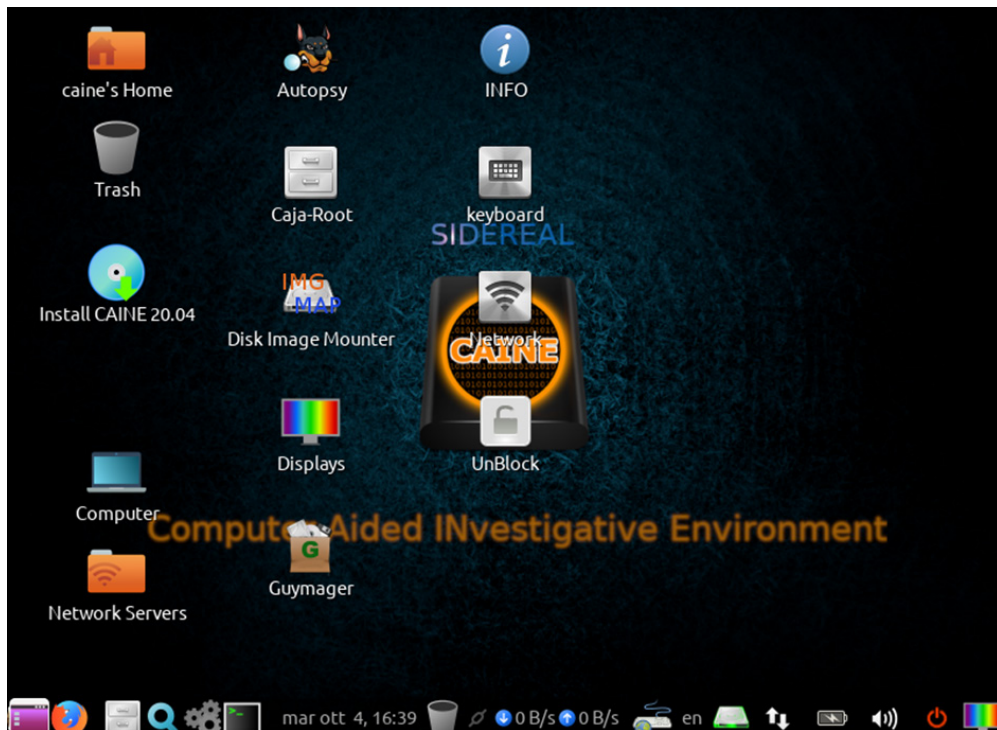 caine's Home
Autopsy
INFO
Trash
Caja-Root
keyboard
SIDEREAL
Install CAINE 20.04
IMG
MAP
Disk Image Mounter
Network
CAINE
Displays
UnBlock
Computer
Computer Aided INvestigative Environment
G
Guymager
Network Servers
mar ott 4, 16:39
0 B/s 0 B/s
en